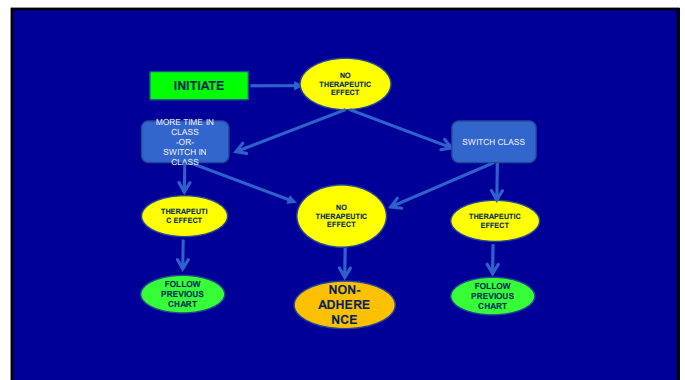 NO
THERAPEUTIC
EFFECT
INITIATE
MORE TIME IN
CLASS
-OR-
SWITCH IN
CLASS
SWITCH CLASS
THERAPEUTI
C EFFECT
NO
THERAPEUTIC
EFFECT
THERAPEUTIC
EFFECT
FOLLOW
PREVIOUS
CHART
NON-
ADHERE
NCE
FOLLOW
PREVIOUS
CHART